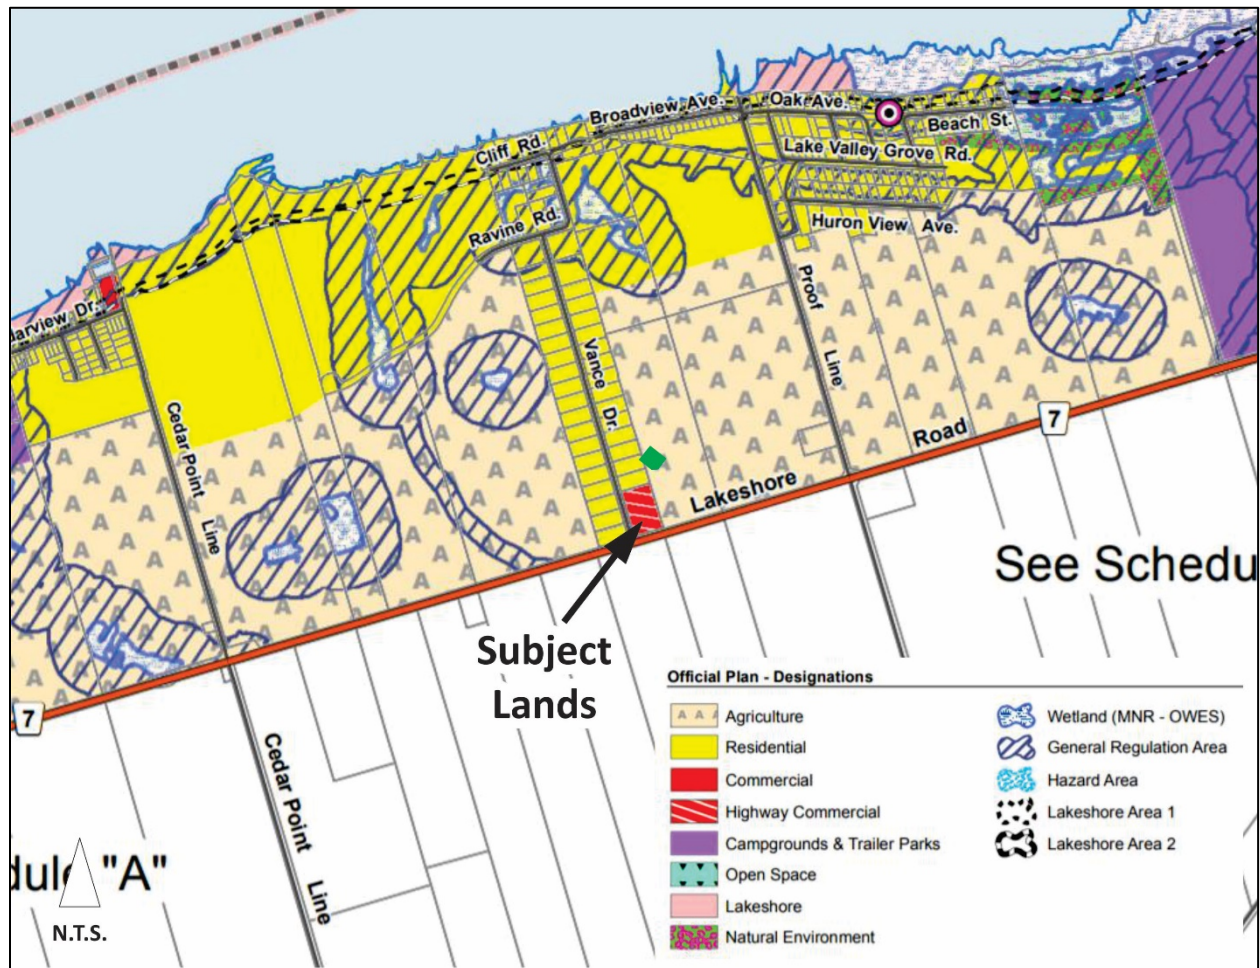 Broadview Ave.
Oak Ave.
Beach St.
Cliff Rd.
Lake Valley Grove Rd.
Ravine Rd.
Huron View Ave.
arview Dr.
Proof Line
Vance Dr.
Cedar Point Line
7
Lakeshore Road
See Schedu
Subject
Lands
7
Cedar Point Line
dule "A"
N.T.S.
Official Plan - Designations
A A A Agriculture
Residential
Commercial
Highway Commercial
Campgrounds & Trailer Parks
Open Space
Lakeshore
Natural Environment
Wetland (MNR - OWES)
General Regulation Area
Hazard Area
Lakeshore Area 1
Lakeshore Area 2